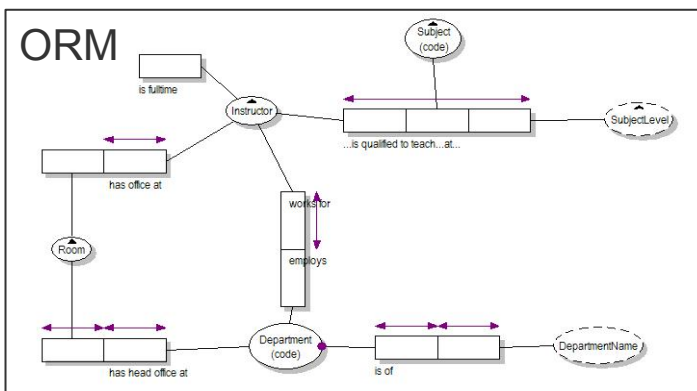 ORM
Subject
(code)
is fulltime
Instructor
SubjectLevel
...is qualified to teach...at...
has office at
works for
Room
employs
Department
(code)
DepartmentName
has head office at
is of